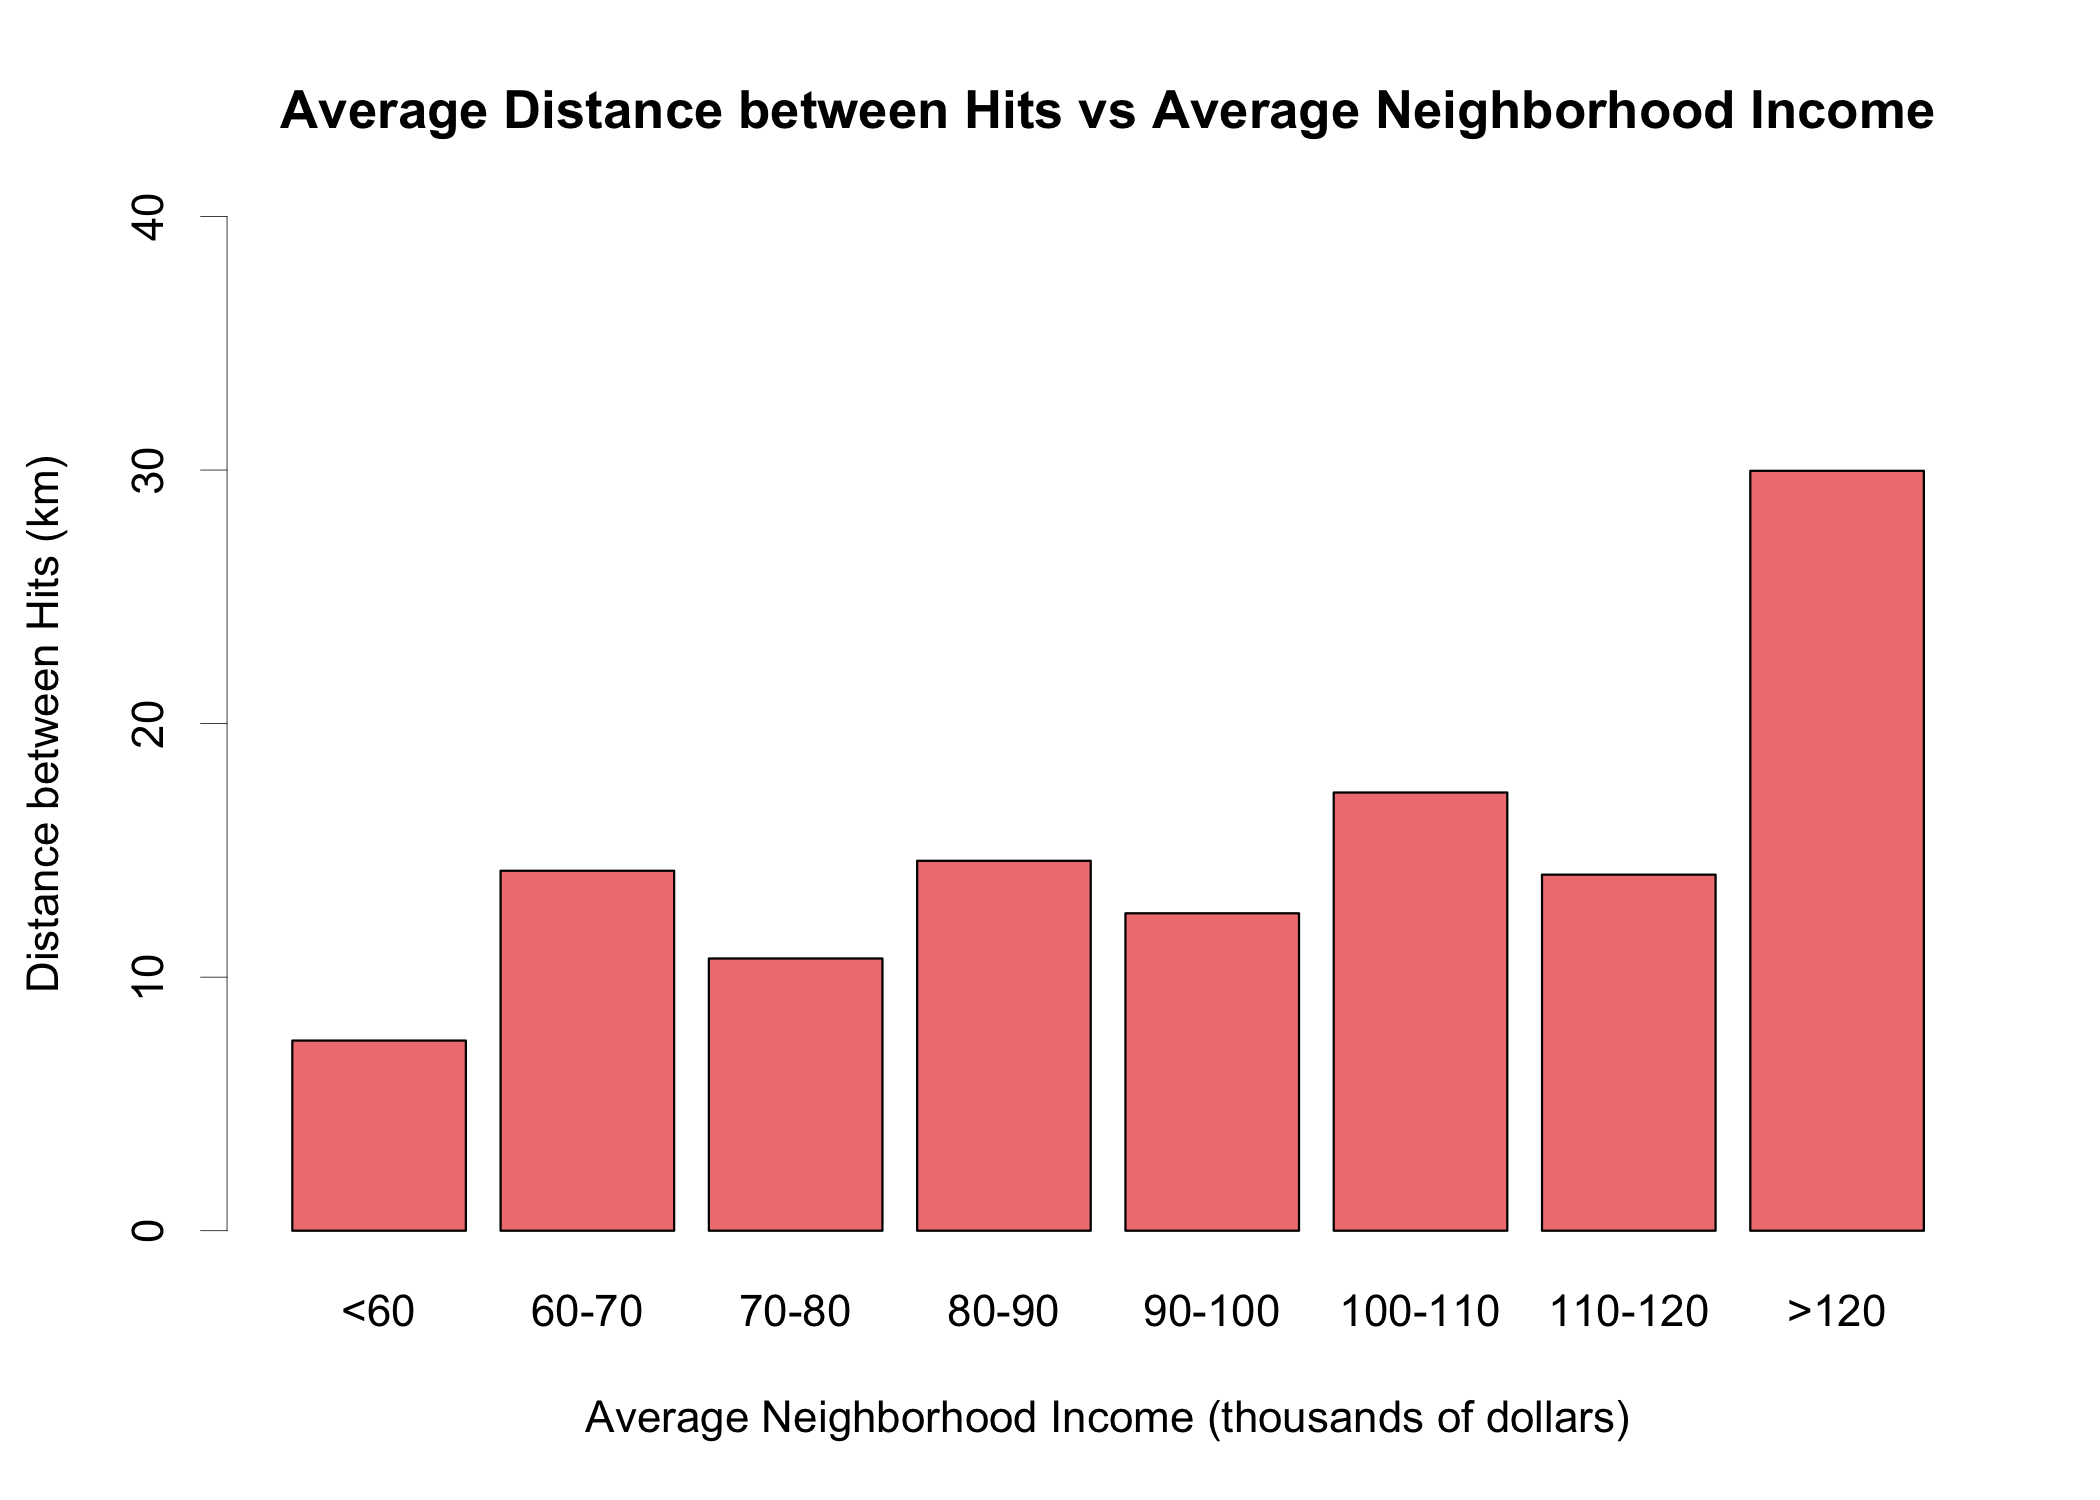 Average Distance between Hits vs Average Neighborhood Income
Distance between Hits (km)
40
30
20
10
0
<60 60-70 70-80 80-90 90-100 100-110 110-120 >120
Average Neighborhood Income (thousands of dollars)